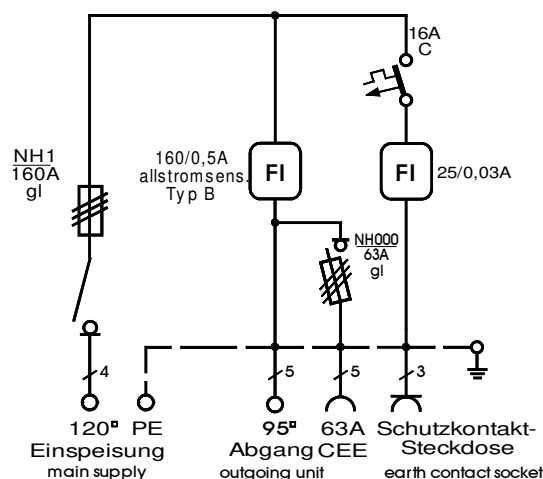 16A
C
NH1
160A
gl
160/0,5A
allstromsens.
Typ B
FI
FI
25/0,03A
NH000
63A
gl
4
5
5
3
120▫ PE
95▫
63A
Schutzkontakt-
Einspeisung
Abgang
CEE
Steckdose
main supply
outgoing unit
earth contact socket